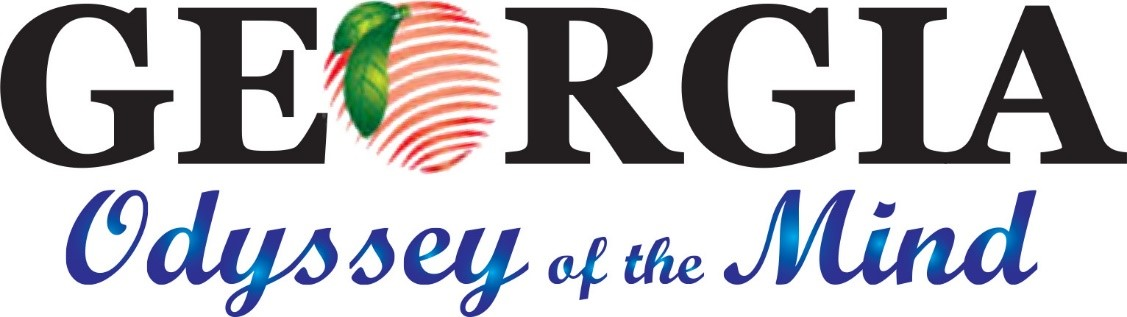 GEORGIA
Odyssey of the Mind